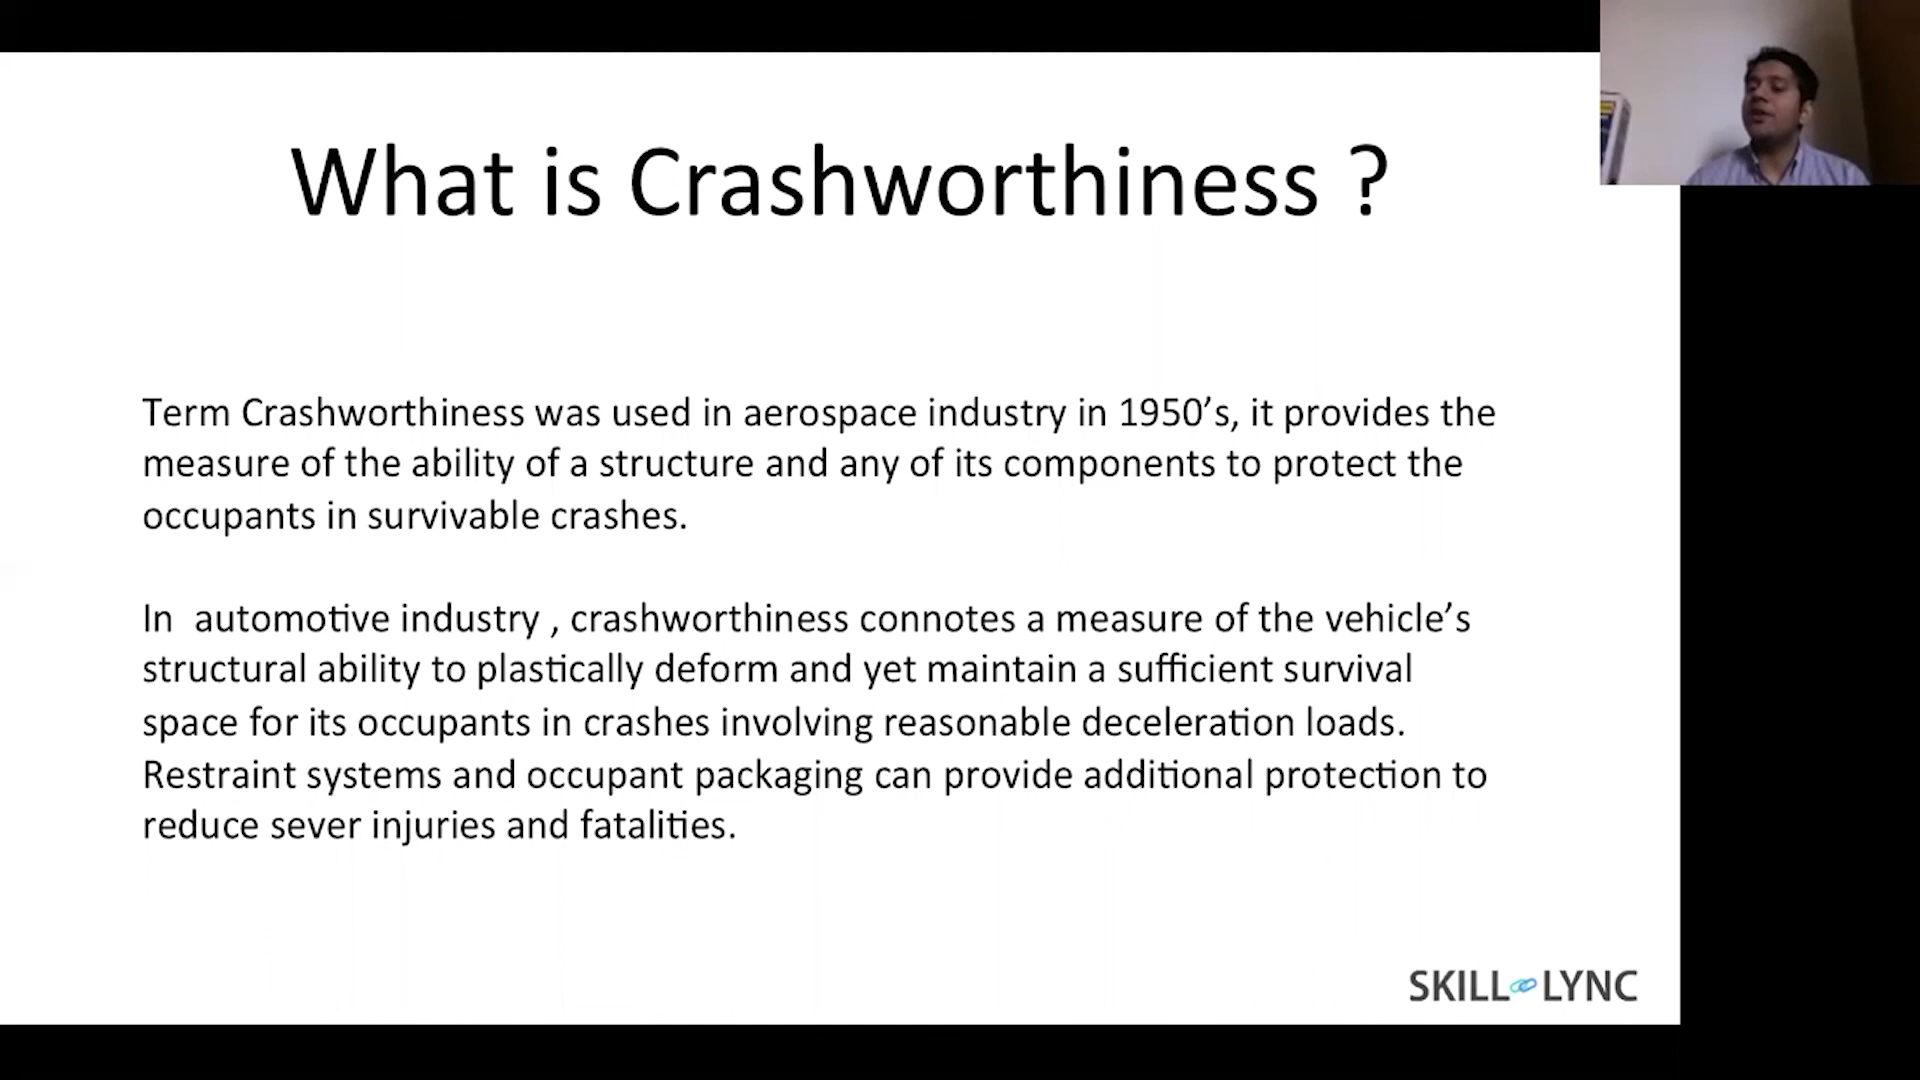 What is Crashworthiness ?
Term Crashworthiness was used in aerospace industry in 1950’s, it provides the
measure of the ability of a structure and any of its components to protect the
occupants in survivable crashes.
In  automotive industry , crashworthiness connotes a measure of the vehicle’s
structural ability to plastically deform and yet maintain a sufficient survival
space for its occupants in crashes involving reasonable deceleration loads.
Restraint systems and occupant packaging can provide additional protection to
reduce sever injuries and fatalities.
SKILL LYNC